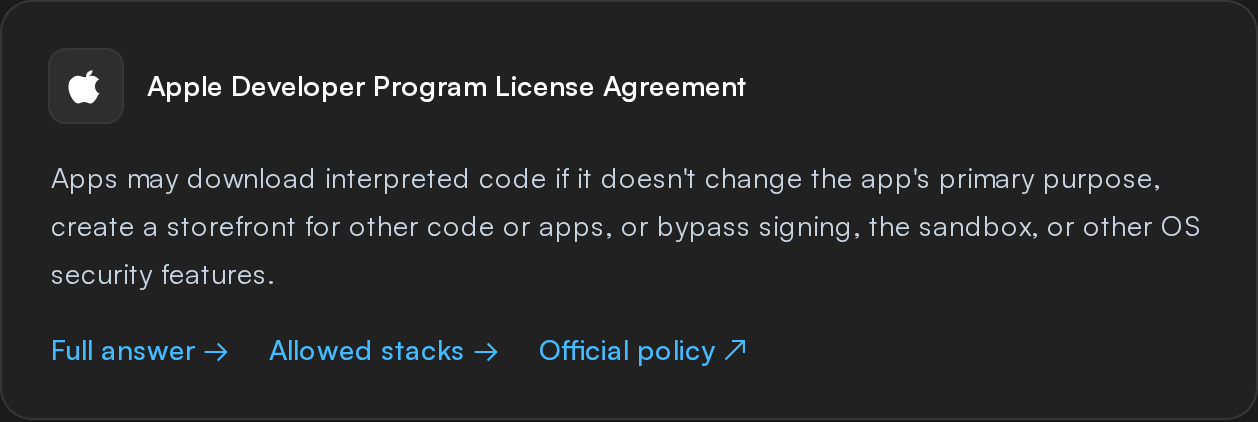 Apple Developer Program License Agreement
Apps may download interpreted code if it doesn't change the app's primary purpose,
create a storefront for other code or apps, or bypass signing, the sandbox, or other OS
security features.
Full answer → Allowed stacks → Official policy ↗